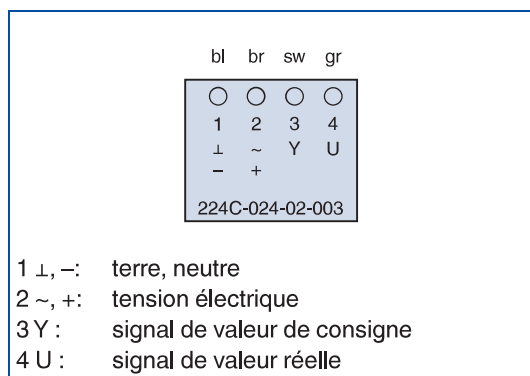 bl br sw gr
1 2 3 4
⊥ ~ Y U
– +
224C-024-02-003
1 ⊥, –: terre, neutre
2 ~, +: tension électrique
3 Y : signal de valeur de consigne
4 U : signal de valeur réelle